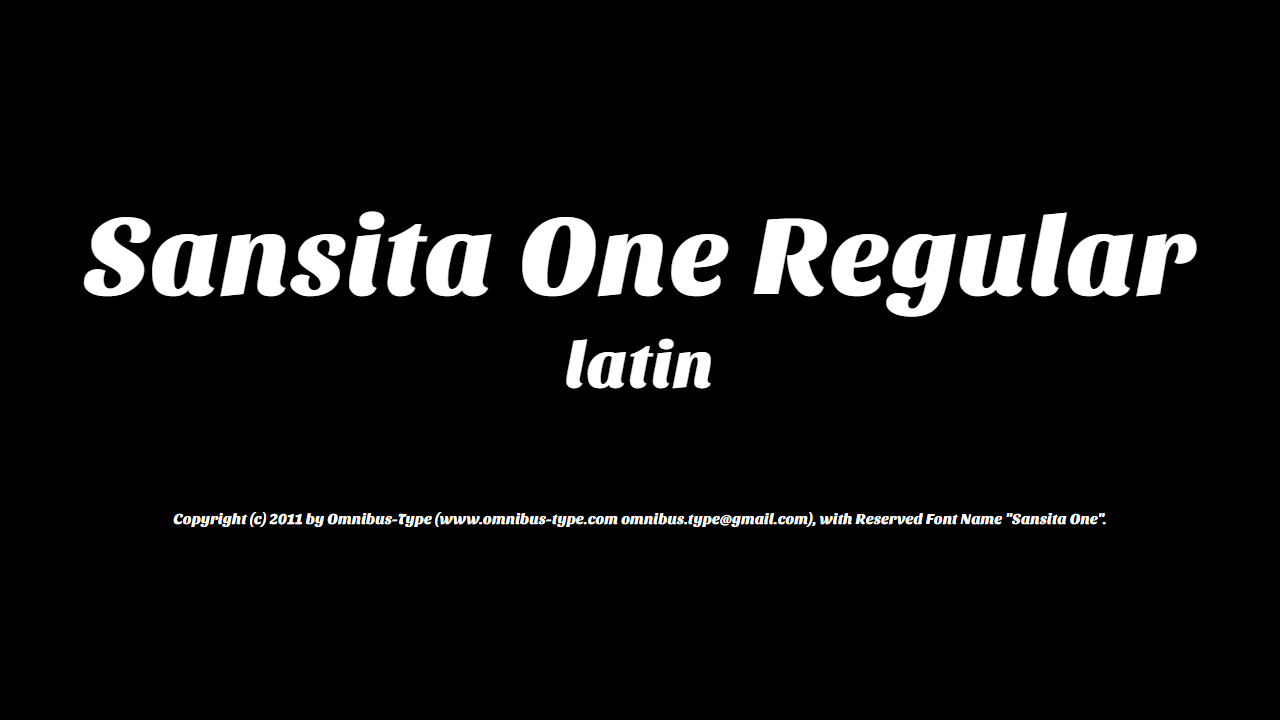 Sansita One Regular
latin
Copyright (c) 2011 by Omnibus-Type (www.omnibus-type.com omnibus.type@gmail.com), with Reserved Font Name "Sansita One".